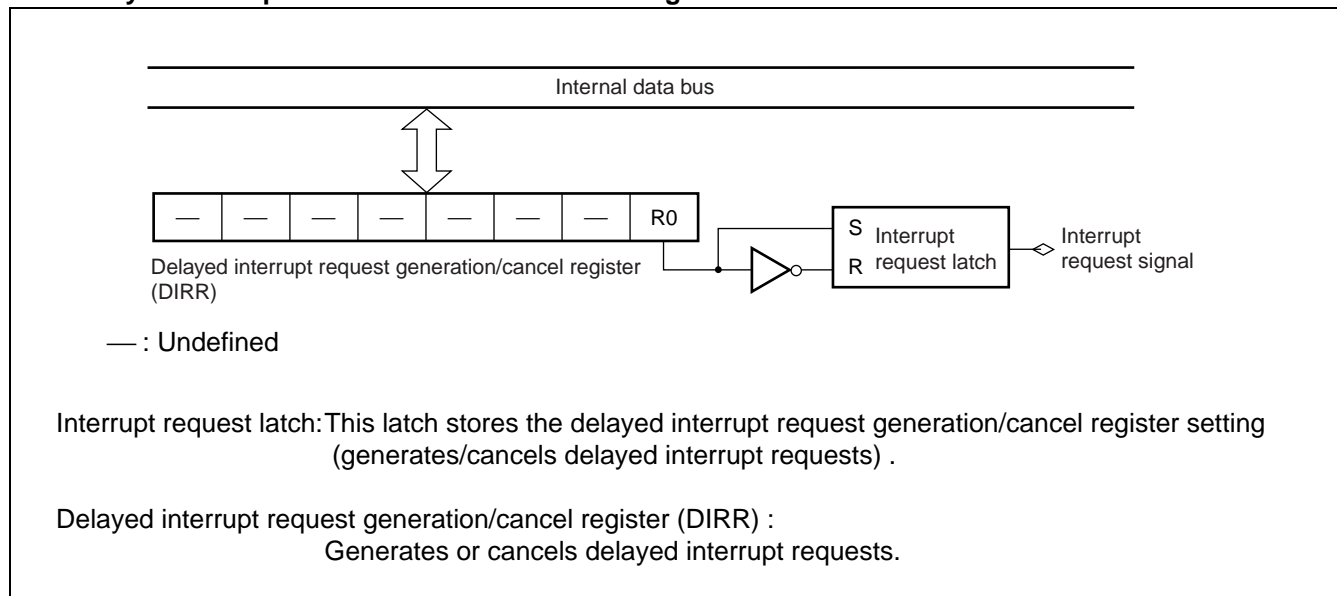 Internal data bus
— — — — — — — R0
Delayed interrupt request generation/cancel register
(DIRR)
S
R
Interrupt
request latch
Interrupt
request signal
— : Undefined
Interrupt request latch:This latch stores the delayed interrupt request generation/cancel register setting
(generates/cancels delayed interrupt requests) .
Delayed interrupt request generation/cancel register (DIRR) :
Generates or cancels delayed interrupt requests.